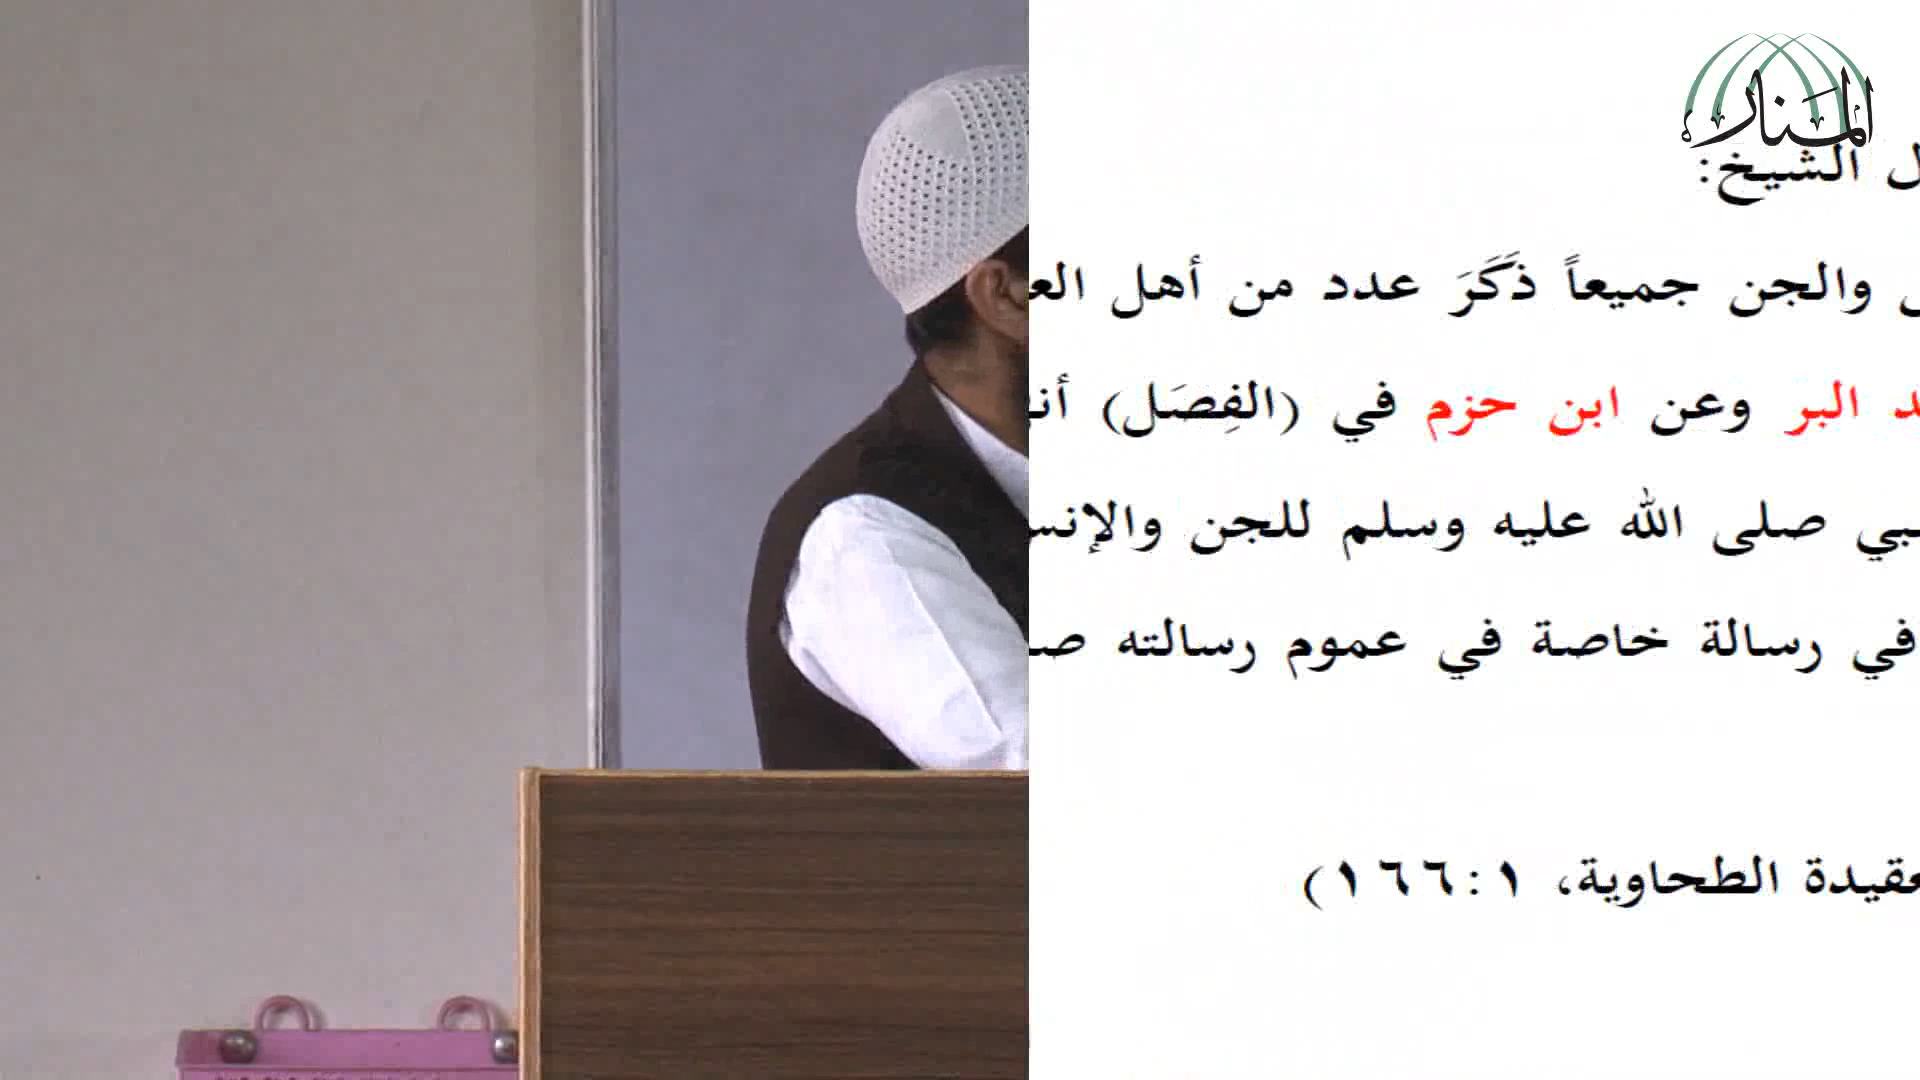 المنار
ل الشيخ:
والجن جميعاً ذَكَرَ عدد من أهل
البر وعن ابن حزم في (الفِصَل)
صلى الله عليه وسلم للجن
في رسالة خاصة في عموم رسالته
الطحاوية، ١:١٦٦)